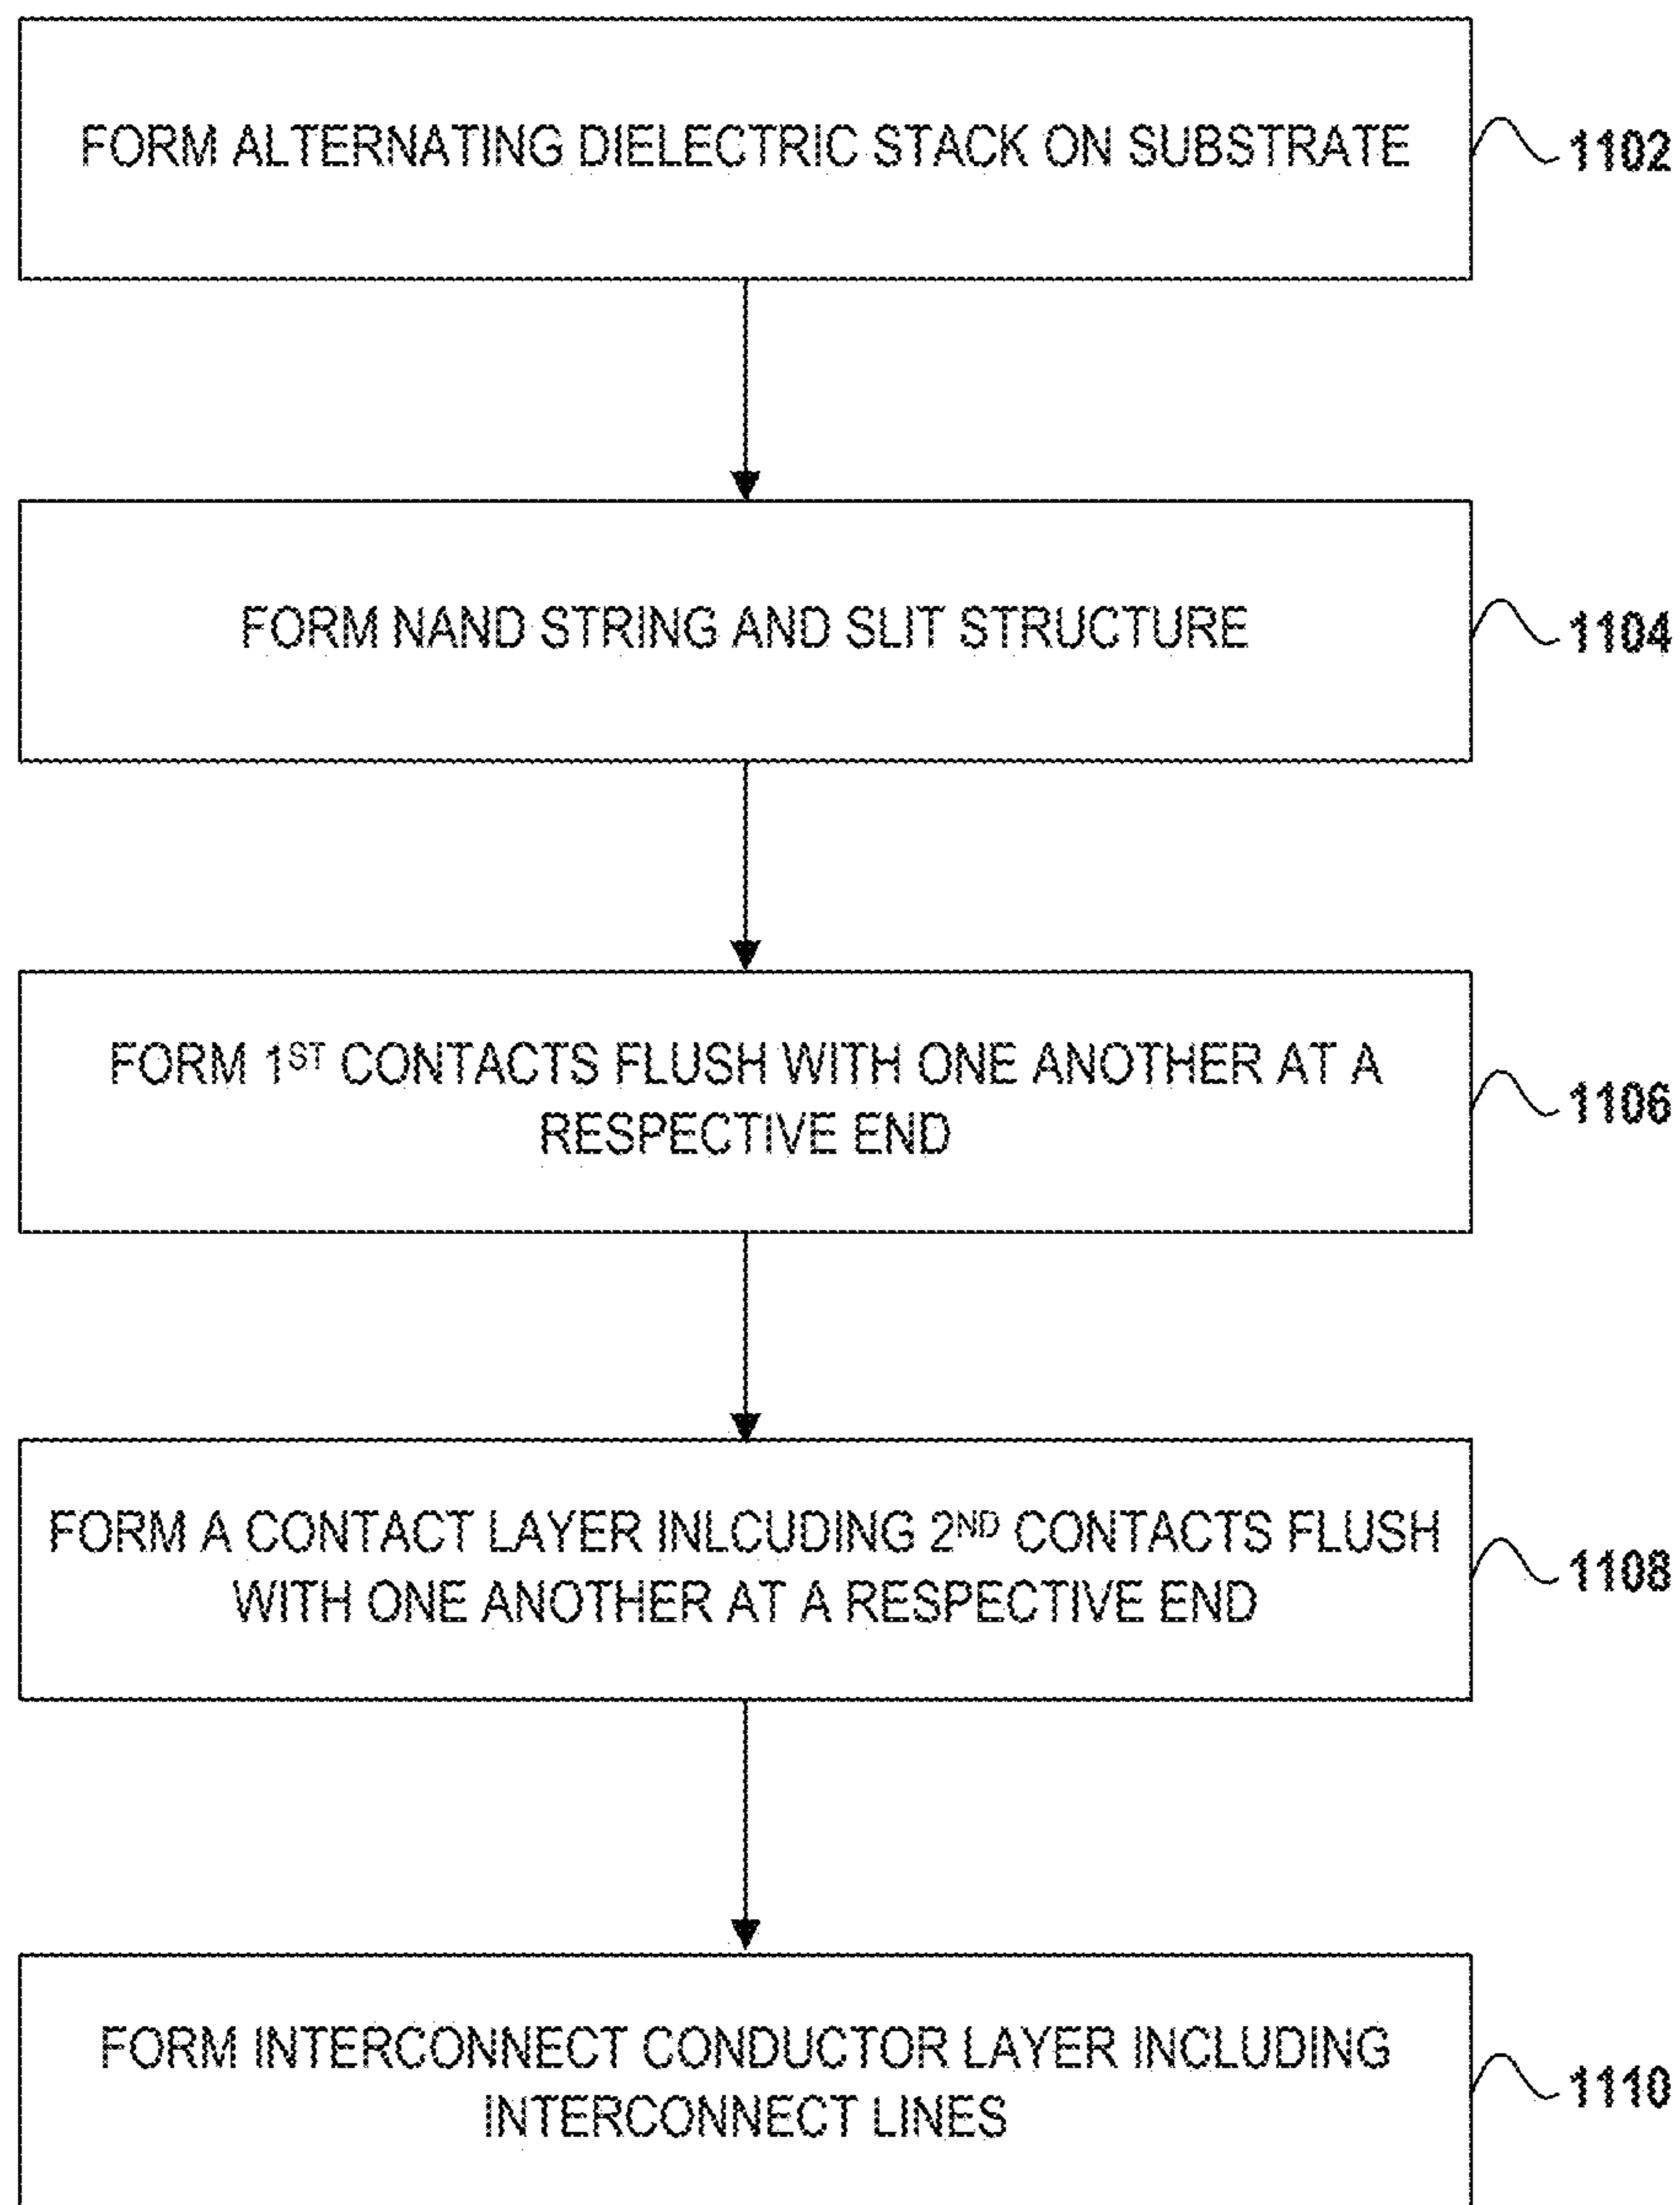 FORM ALTERNATING DIELECTRIC STACK ON SUBSTRATE
1102
FORM NAND STRING AND SLIT STRUCTURE
1104
FORM 1ST CONTACTS FLUSH WITH ONE ANOTHER AT A
RESPECTIVE END
1106
FORM A CONTACT LAYER INLCUDING 2ND CONTACTS FLUSH
WITH ONE ANOTHER AT A RESPECTIVE END
1108
FORM INTERCONNECT CONDUCTOR LAYER INCLUDING
INTERCONNECT LINES
1110